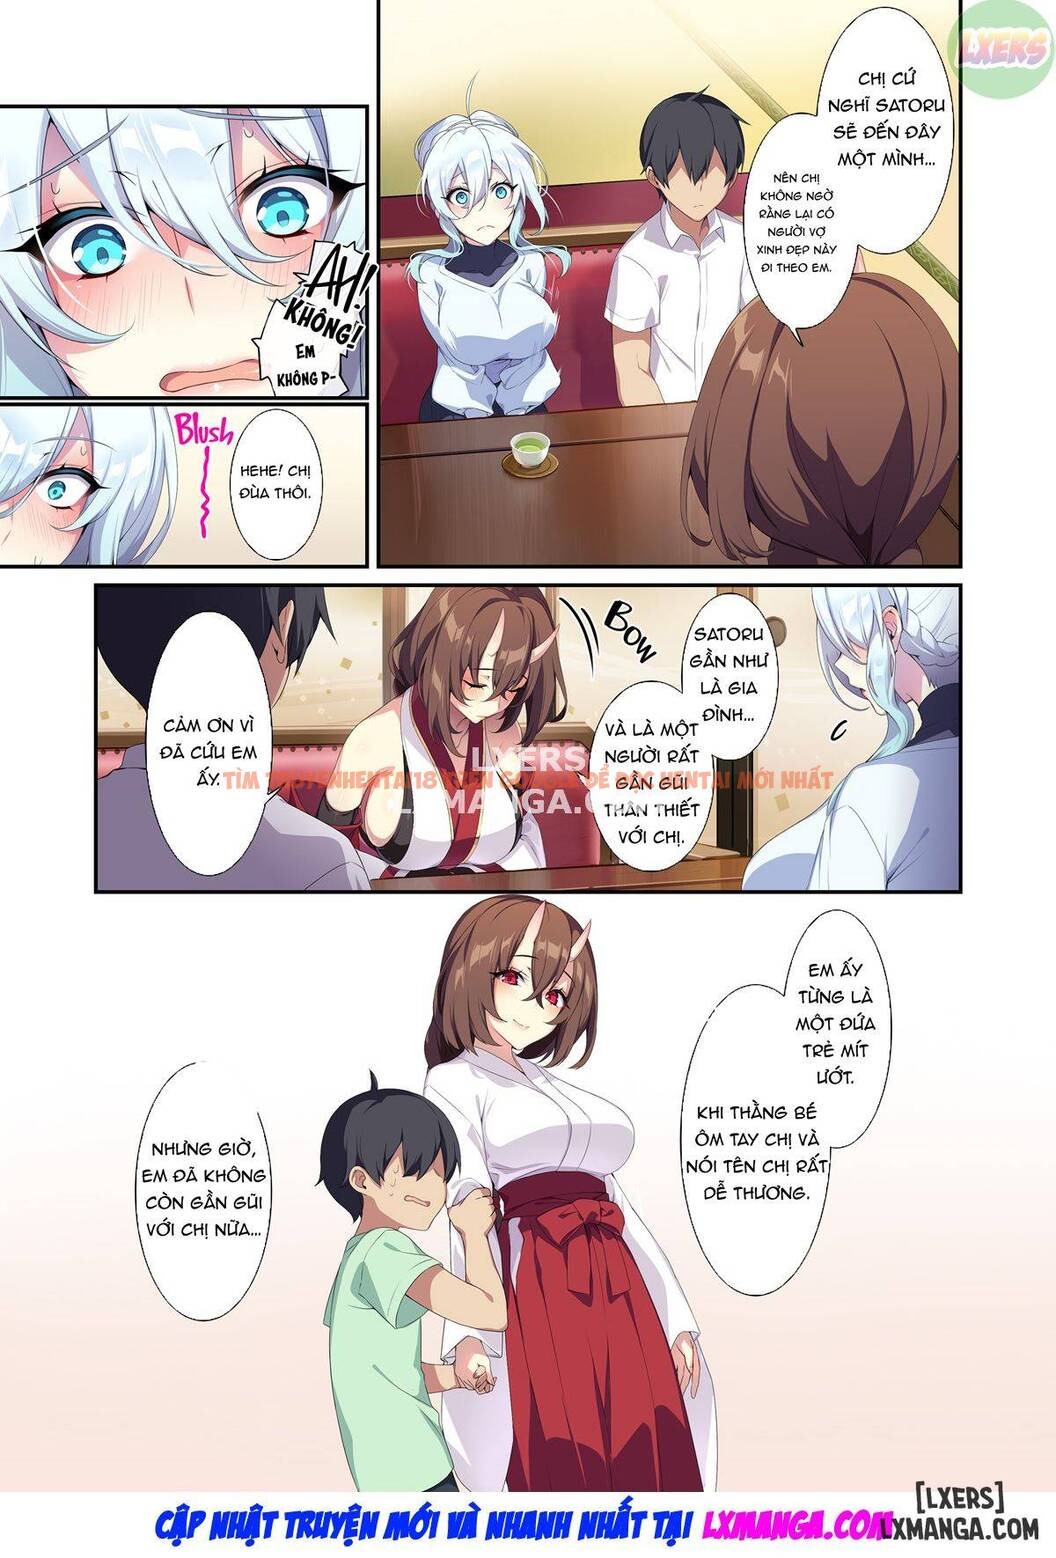 LXERS
CHỊ CỨ
NGHĨ SATORU
SẼ ĐẾN ĐÂY
MỘT MÌNH...
NÊN CHỊ
KHÔNG NGỜ
RẰNG LẠI CÓ
NGƯỜI VỢ
XINH ĐẸP NÀY
ĐI THEO EM.
AH!
KHÔNG!
EM
KHÔNG P-
Blush
HEHE! CHỊ
ĐÙA THÔI.
BOW
SATORU
GẦN NHƯ
LÀ GIA
ĐÌNH...
VÀ LÀ MỘT
NGƯỜI RẤT
GẦN GŨI
THÂN THIẾT
VỚI CHỊ.
CẢM ƠN VÌ
ĐÃ CỨU EM
ẤY.
LXERS
LXMANGA.COM
EM ẤY
TỪNG LÀ
MỘT ĐỨA
TRẺ MÍT
ƯỚT.
KHI THẰNG BÉ
ÔM TAY CHỊ VÀ
NÓI TÊN CHỊ RẤT
DỄ THƯƠNG.
NHƯNG GIỜ,
EM ĐÃ KHÔNG
CÒN GẦN GŨI
VỚI CHỊ NỮA...
[LXERS]
LXMANGA.COM
CẬP NHẬT TRUYỆN MỚI VÀ NHANH NHẤT TẠI LXMANGA.COM